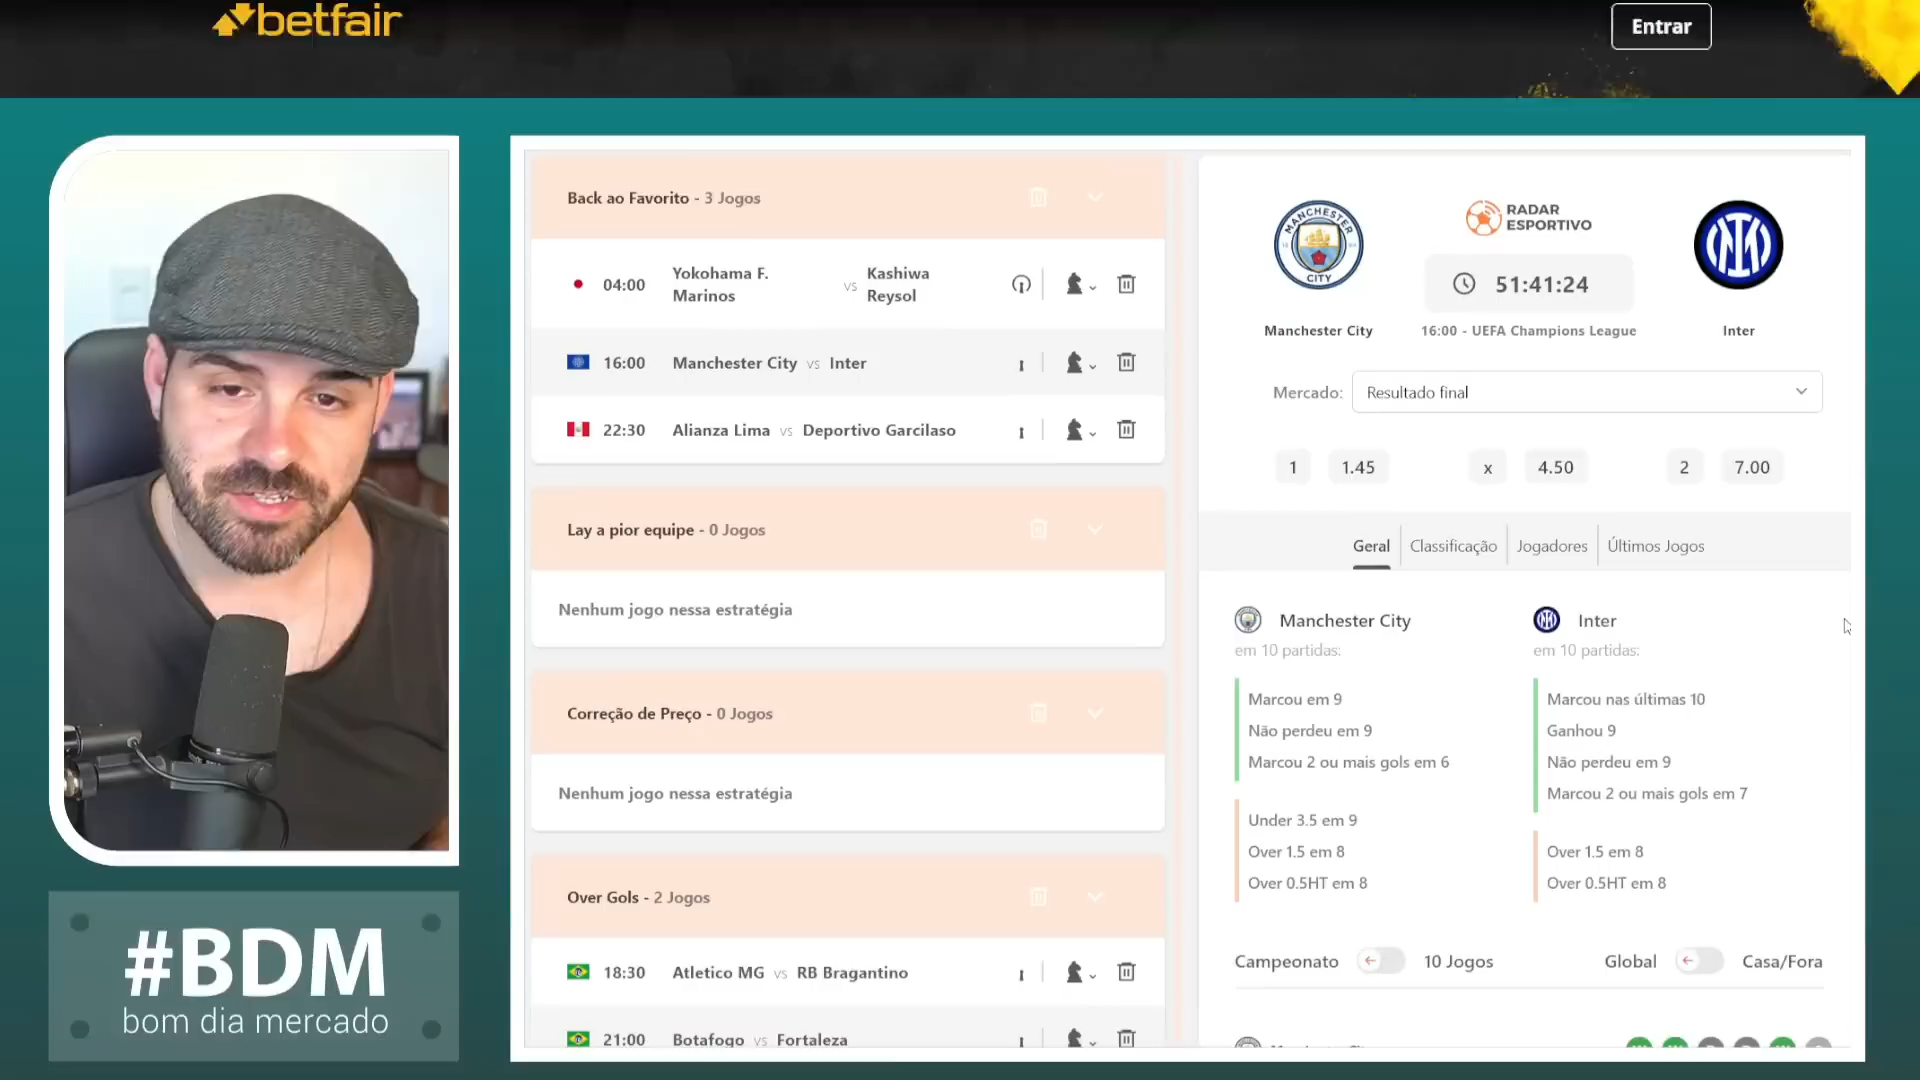 betfair
Entrar
Back ao Favorito - 3 Jogos
04:00 Yokohama F. Marinos vs Kashiwa Reysol
16:00 Manchester City vs Inter
22:30 Alianza Lima vs Deportivo Garcilaso
Lay a pior equipe - 0 Jogos
Nenhum jogo nessa estratégia
Correção de Preço - 0 Jogos
Nenhum jogo nessa estratégia
Over Gols - 2 Jogos
18:30 Atletico MG vs RB Bragantino
21:00 Botafogo vs Fortaleza
MANCHESTER
CITY
RADAR
ESPORTIVO
51:41:24
Manchester City
16:00 - UEFA Champions League
Inter
Mercado: Resultado final
1 1.45 x 4.50 2 7.00
Geral Classificação Jogadores Últimos Jogos
Manchester City
em 10 partidas:
Marcou em 9
Não perdeu em 9
Marcou 2 ou mais gols em 6
Under 3.5 em 9
Over 1.5 em 8
Over 0.5HT em 8
Inter
em 10 partidas:
Marcou nas últimas 10
Ganhou 9
Não perdeu em 9
Marcou 2 ou mais gols em 7
Over 1.5 em 8
Over 0.5HT em 8
Campeonato 10 Jogos Global Casa/Fora
#BDM
bom dia mercado